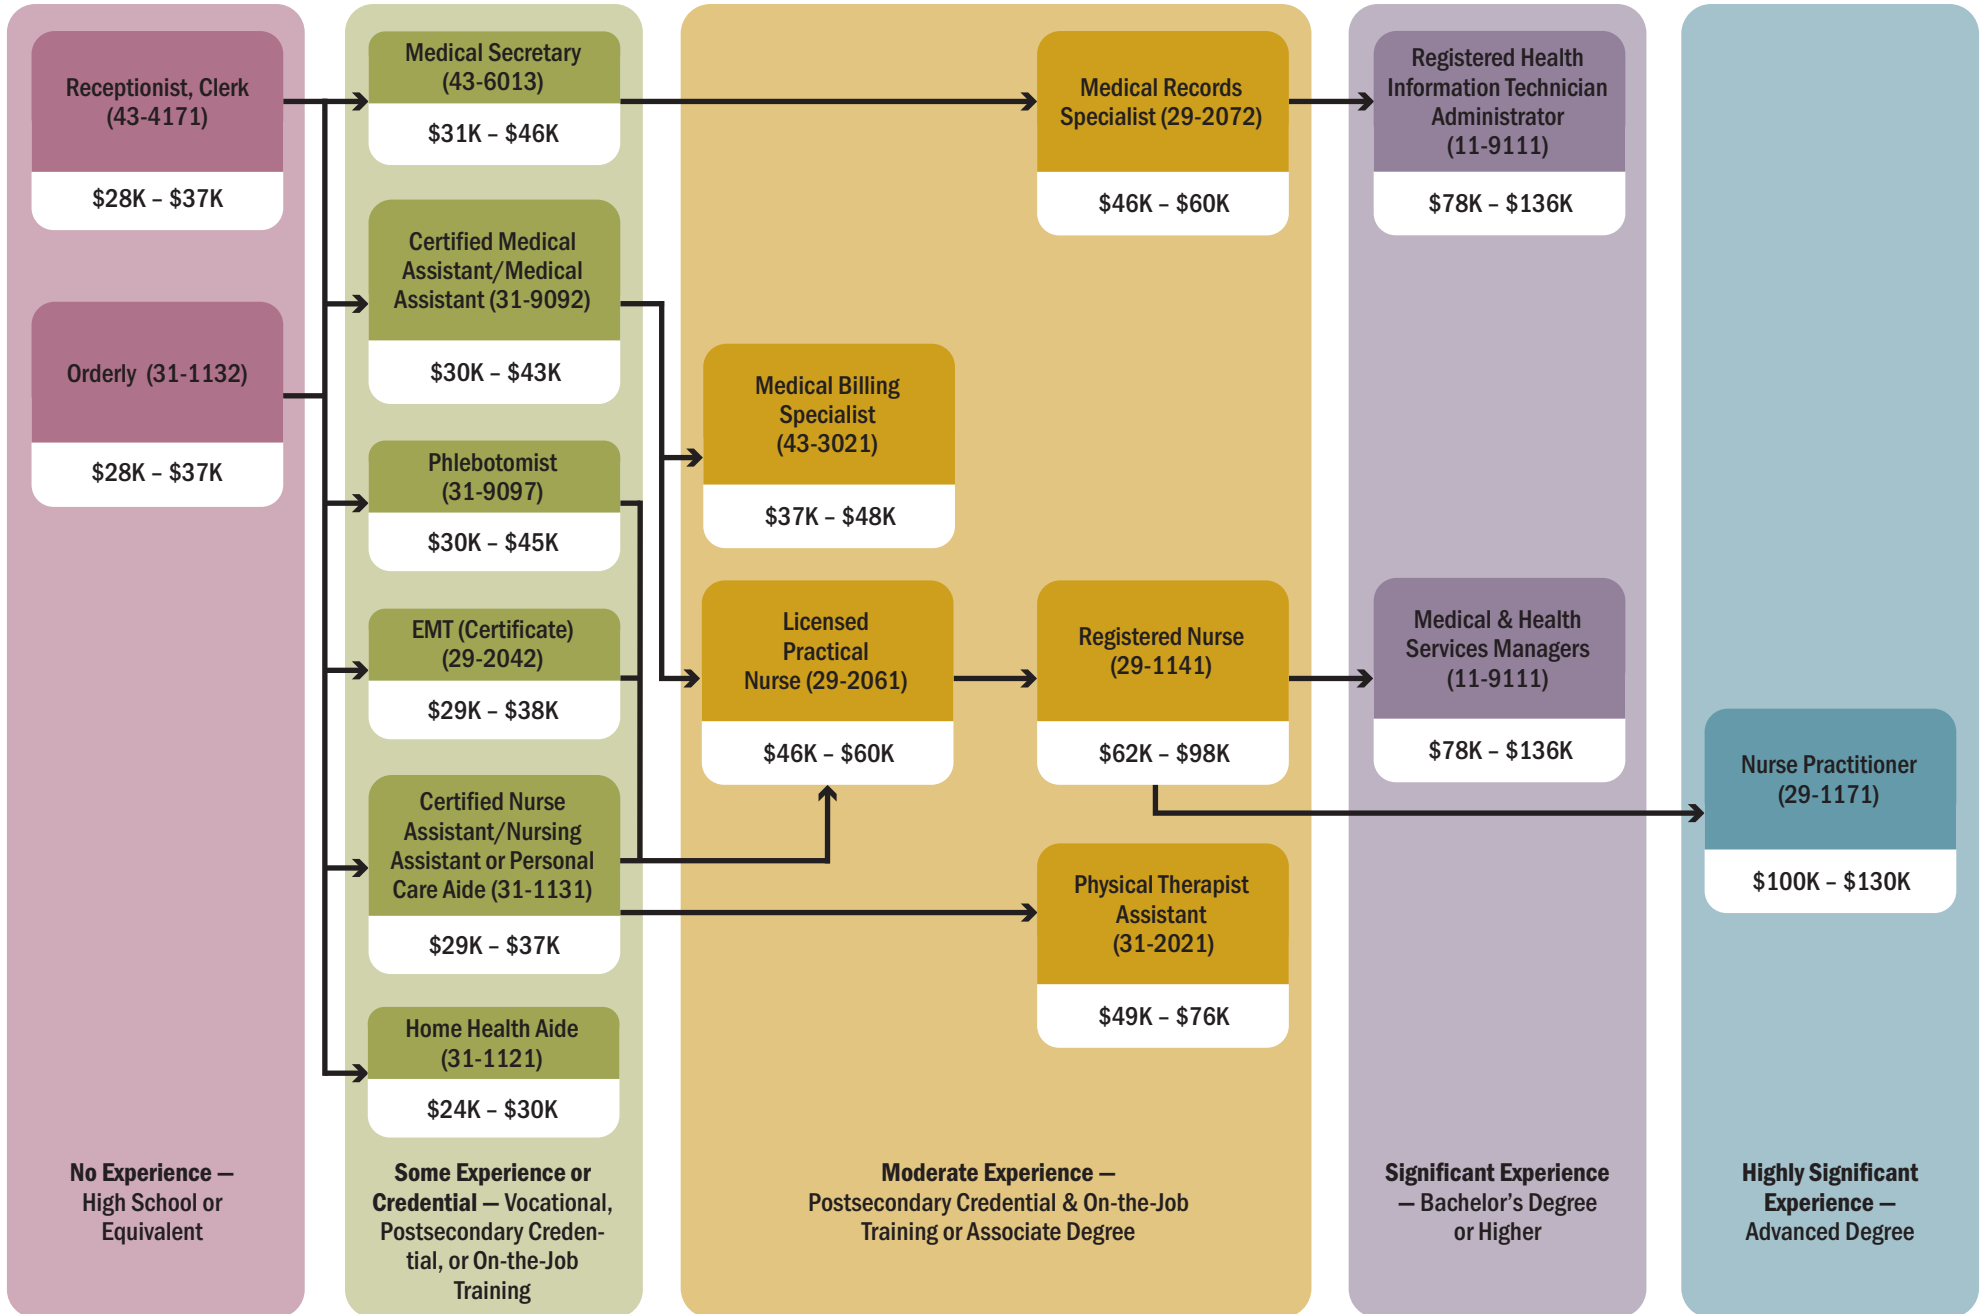 Receptionist, Clerk
(43-4171)
$28K – $37K
Orderly (31-1132)
$28K – $37K
No Experience —
High School or
Equivalent
Medical Secretary
(43-6013)
$31K – $46K
Certified Medical
Assistant/Medical
Assistant (31-9092)
$30K – $43K
Phlebotomist
(31-9097)
$30K – $45K
EMT (Certificate)
(29-2042)
$29K – $38K
Certified Nurse
Assistant/Nursing
Assistant or Personal
Care Aide (31-1131)
$29K – $37K
Home Health Aide
(31-1121)
$24K – $30K
Some Experience or
Credential — Vocational,
Postsecondary Creden-
tial, or On-the-Job
Training
Medical Billing
Specialist
(43-3021)
$37K – $48K
Licensed
Practical
Nurse (29-2061)
$46K – $60K
Medical Records
Specialist (29-2072)
$46K – $60K
Registered Nurse
(29-1141)
$62K – $98K
Physical Therapist
Assistant
(31-2021)
$49K – $76K
Moderate Experience —
Postsecondary Credential & On-the-Job
Training or Associate Degree
Registered Health
Information Technician
Administrator
(11-9111)
$78K – $136K
Medical & Health
Services Managers
(11-9111)
$78K – $136K
Significant Experience
— Bachelor's Degree
or Higher
Nurse Practitioner
(29-1171)
$100K – $130K
Highly Significant
Experience —
Advanced Degree